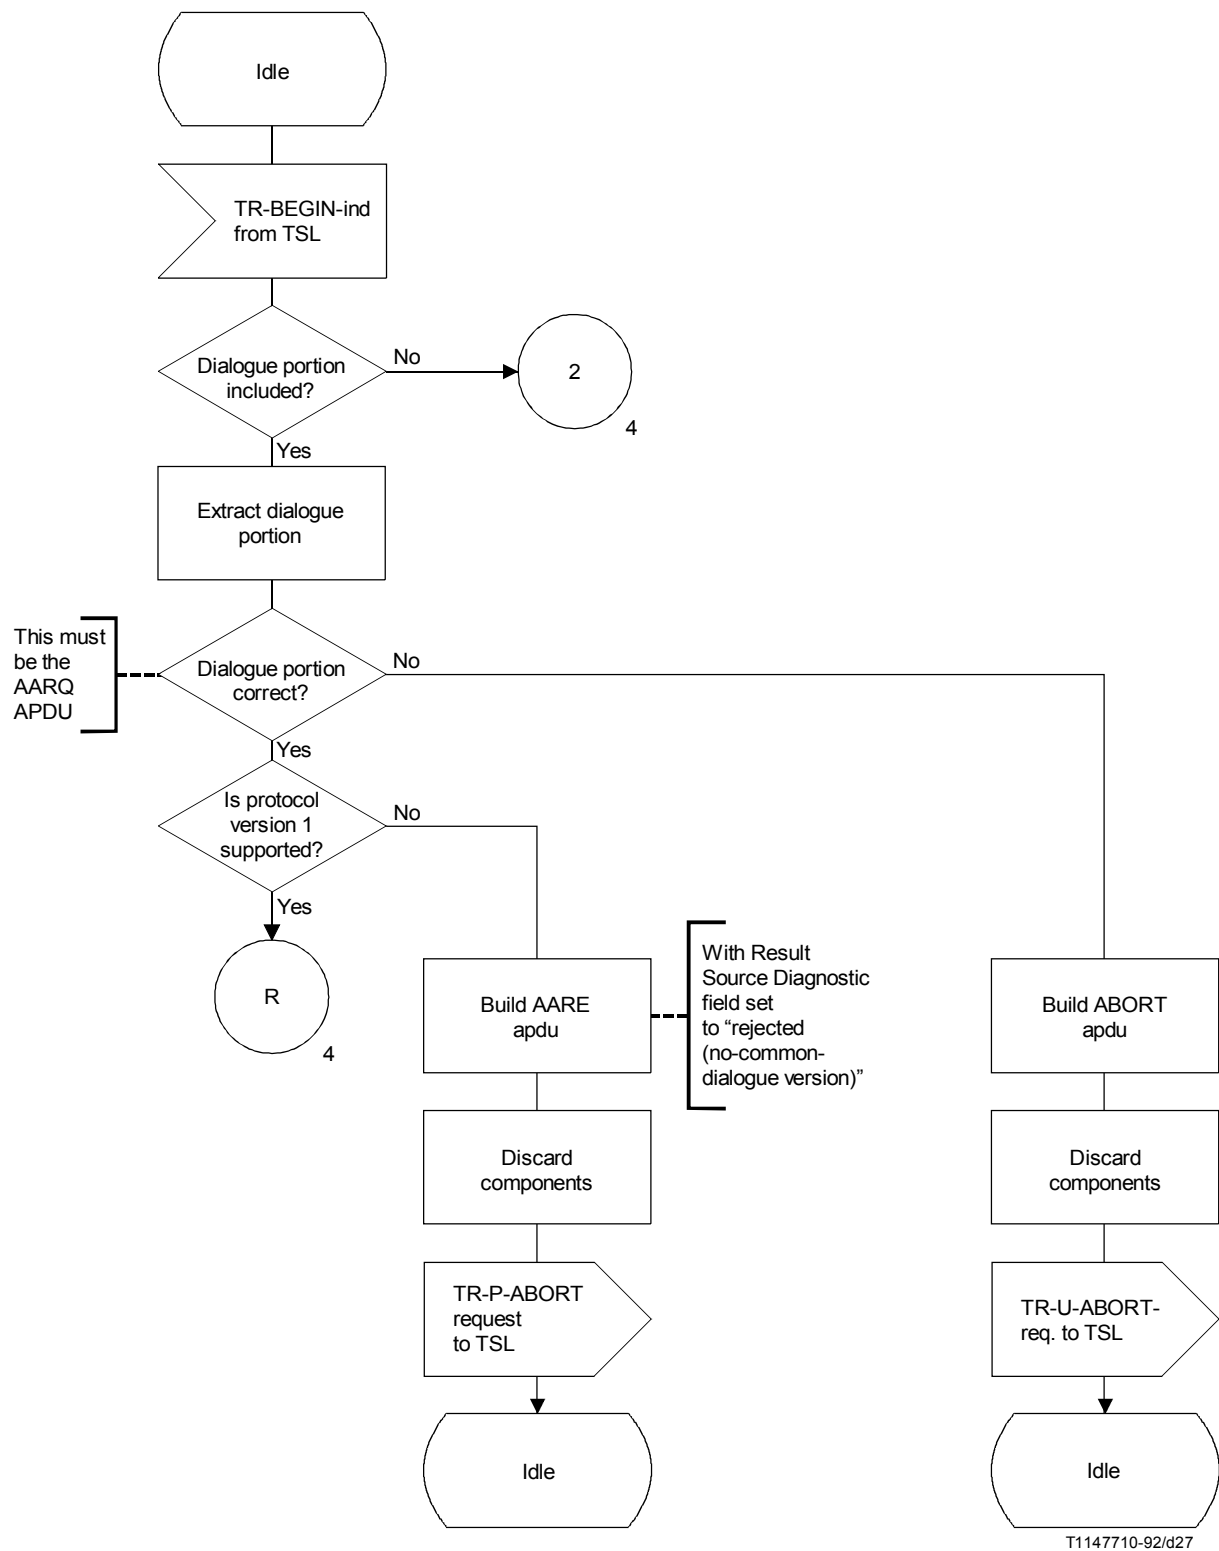 Idle
TR-BEGIN-ind
from TSL
Dialogue portion
included?
No
2
4
Yes
Extract dialogue
portion
This must
be the
AARQ
APDU
Dialogue portion
correct?
No
Yes
Is protocol
version 1
supported?
No
Yes
R
4
Build AARE
apdu
With Result
Source Diagnostic
field set
to “rejected
(no-common-
dialogue version)”
Build ABORT
apdu
Discard
components
Discard
components
TR-P-ABORT
request
to TSL
TR-U-ABORT-
req. to TSL
Idle
Idle
T1147710-92/d27